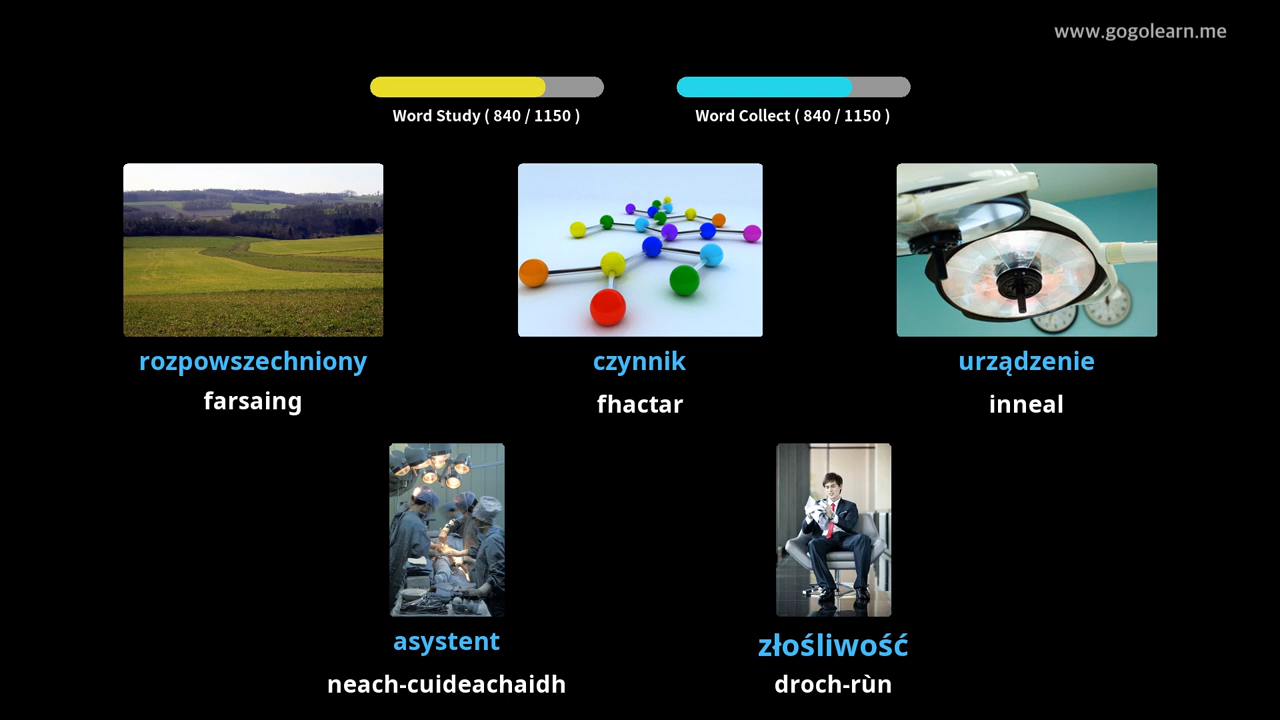 www.gogolearn.me
Word Study ( 840 / 1150 )
Word Collect ( 840 / 1150 )
rozpowszechniony
czynnik
urządzenie
farsaing
fhactar
inneal
asystent
złośliwość
neach-cuideachaidh
droch-rùn